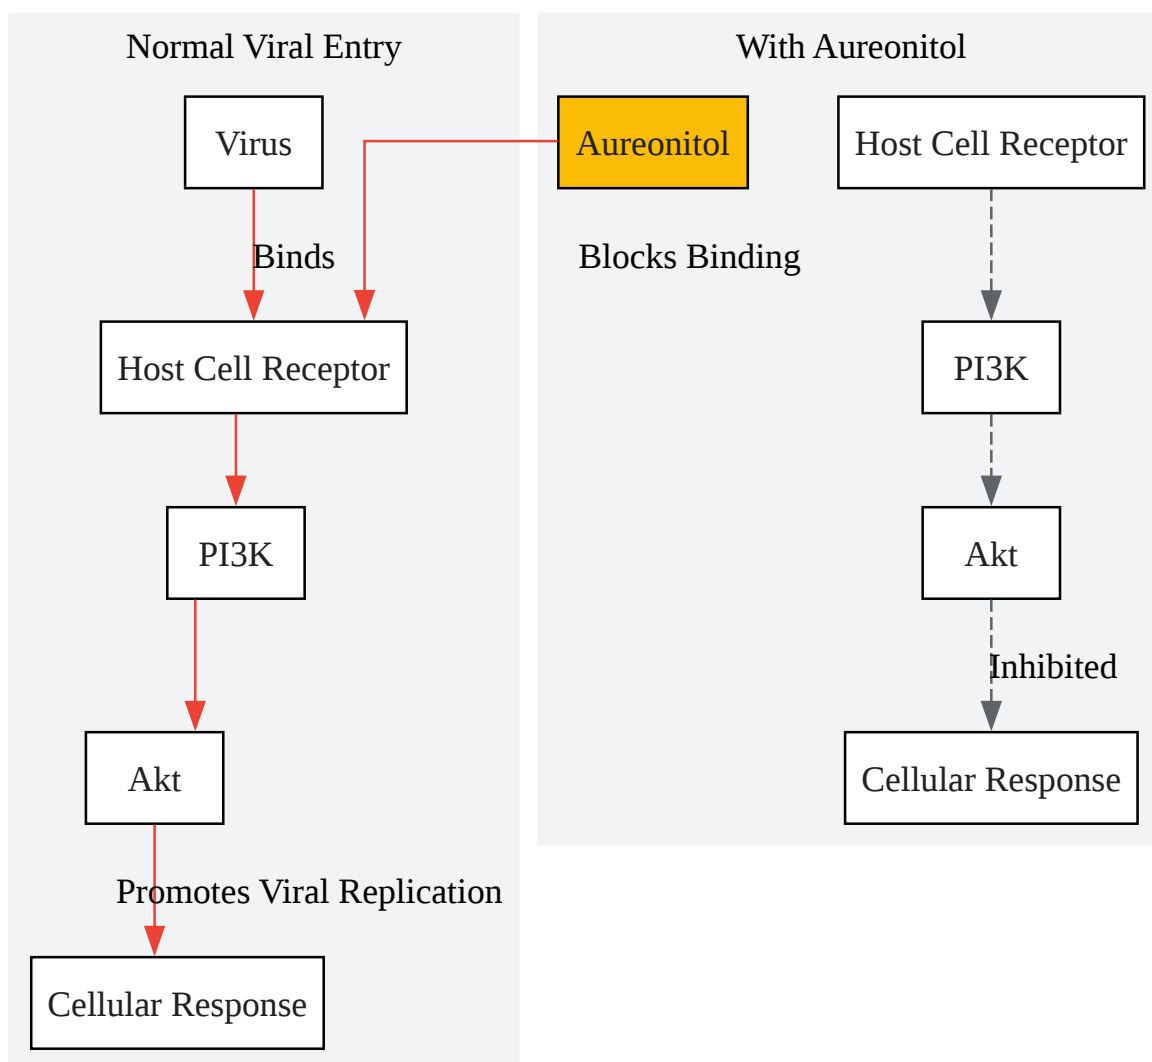 Normal Viral Entry
Virus
Binds
Host Cell Receptor
PI3K
Akt
Promotes Viral Replication
Cellular Response
With Aureonitol
Aureonitol
Blocks Binding
Host Cell Receptor
PI3K
Akt
Inhibited
Cellular Response